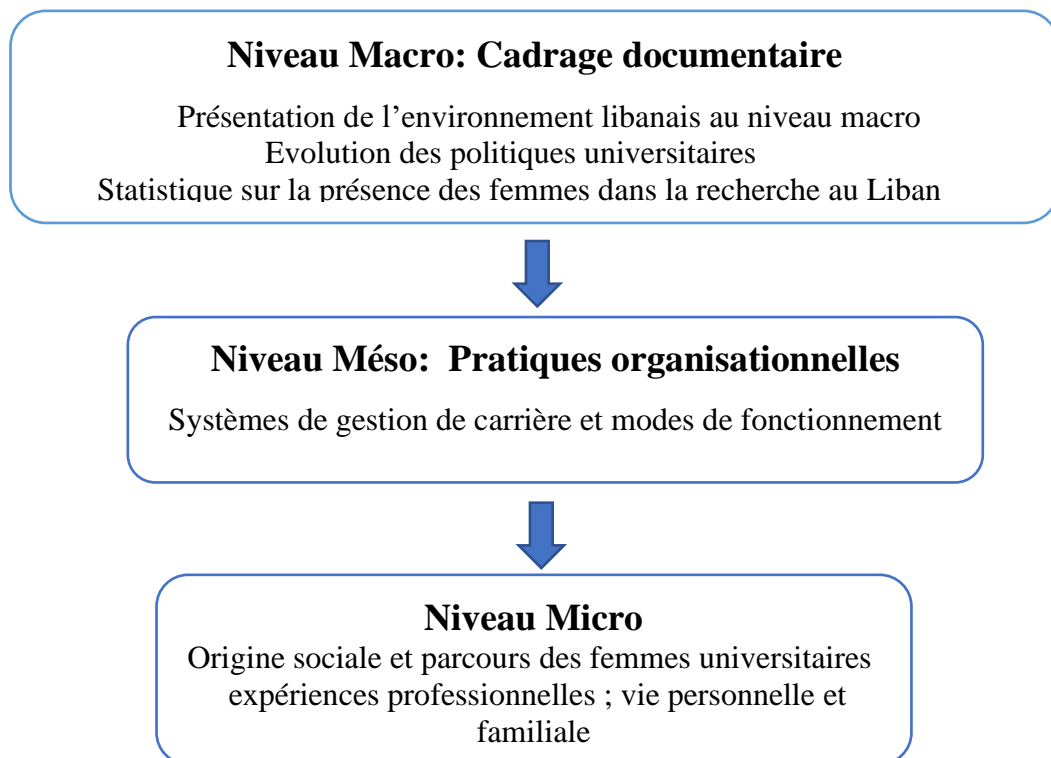 Niveau Macro: Cadrage documentaire
Présentation de l’environnement libanais au niveau macro
Evolution des politiques universitaires
Statistique sur la présence des femmes dans la recherche au Liban
Niveau Méso: Pratiques organisationnelles
Systèmes de gestion de carrière et modes de fonctionnement
Niveau Micro
Origine sociale et parcours des femmes universitaires
expériences professionnelles ; vie personnelle et
familiale